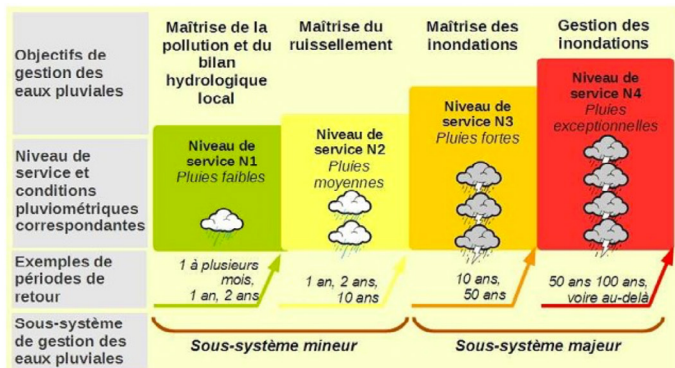 Objectifs de
gestion des
eaux pluviales
Maîtrise de la
pollution et du
bilan
hydrologique
local
Maîtrise du
ruissellement
Maîtrise des
inondations
Gestion des
inondations
Niveau de
service et
conditions
pluviométriques
correspondantes
Niveau de
service N1
Pluies faibles
Niveau de
service N2
Pluies
moyennes
Niveau de
service N3
Pluies fortes
Niveau de
service N4
Pluies
exceptionnelles
Exemples de
périodes de
retour
1 à plusieurs
mois,
1 an, 2 ans
1 an, 2 ans,
10 ans
10 ans,
50 ans
50 ans 100 ans,
voire au-delà
Sous-système
de gestion des
eaux pluviales
Sous-système mineur
Sous-système majeur